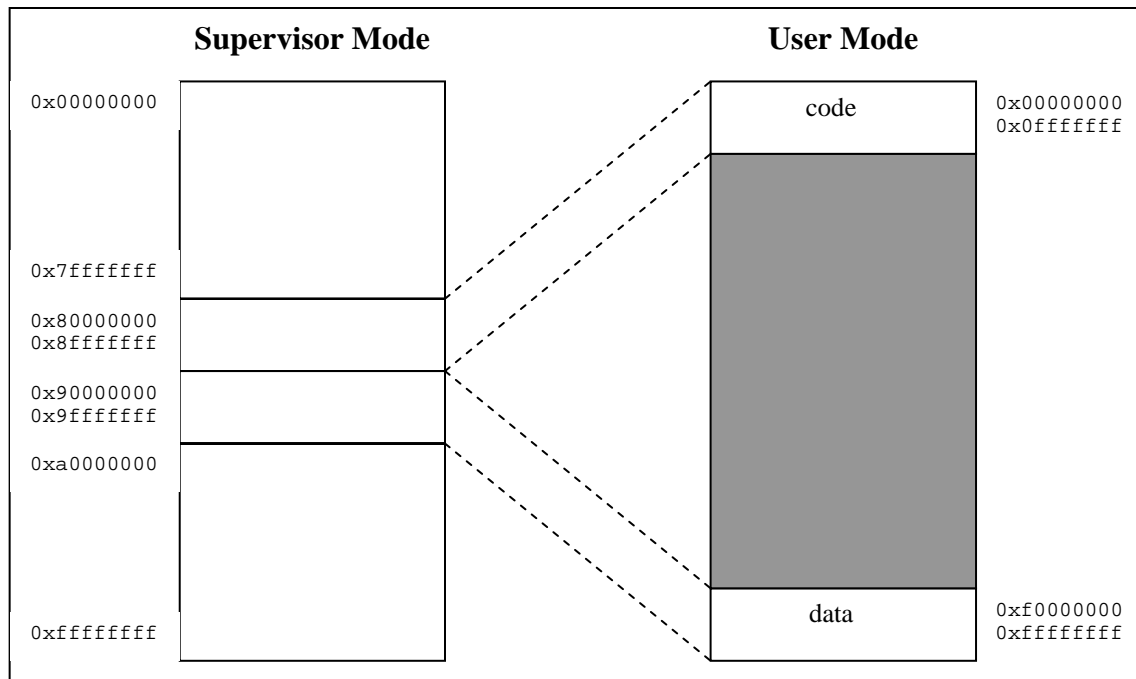 Supervisor Mode
User Mode
0x00000000
0x7fffffff
0x80000000
0x8fffffff
0x90000000
0x9fffffff
0xa0000000
0xffffffff
code
0x00000000
0x0fffffff
data
0xf0000000
0xffffffff